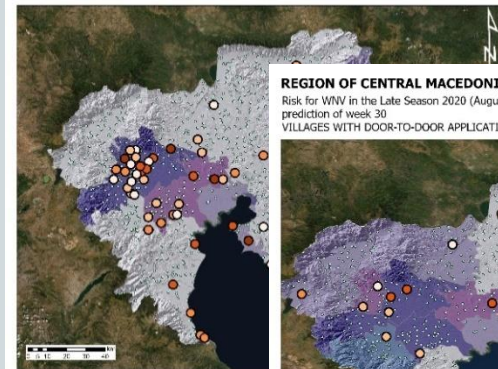 REGION OF CENTRAL MACEDONI
Risk for WNV in the Late Season 2020 (Augu
prediction of week 30
VILLAGES WITH DOOR-TO-DOOR APPLICATI